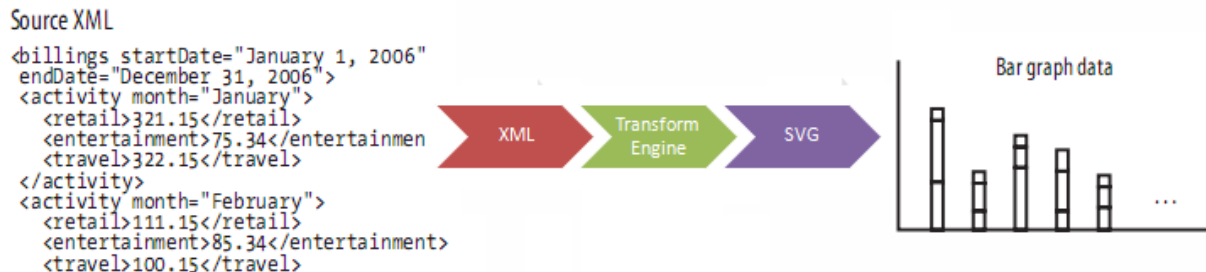 Source XML
<billings startDate="January 1, 2006"
endDate="December 31, 2006">
<activity month="January">
<retail>321.15</retail>
<entertainment>75.34</entertainmen
<travel>322.15</travel>
</activity>
<activity month="February">
<retail>111.15</retail>
<entertainment>85.34</entertainment>
<travel>100.15</travel>
XML
Transform
Engine
SVG
Bar graph data
...